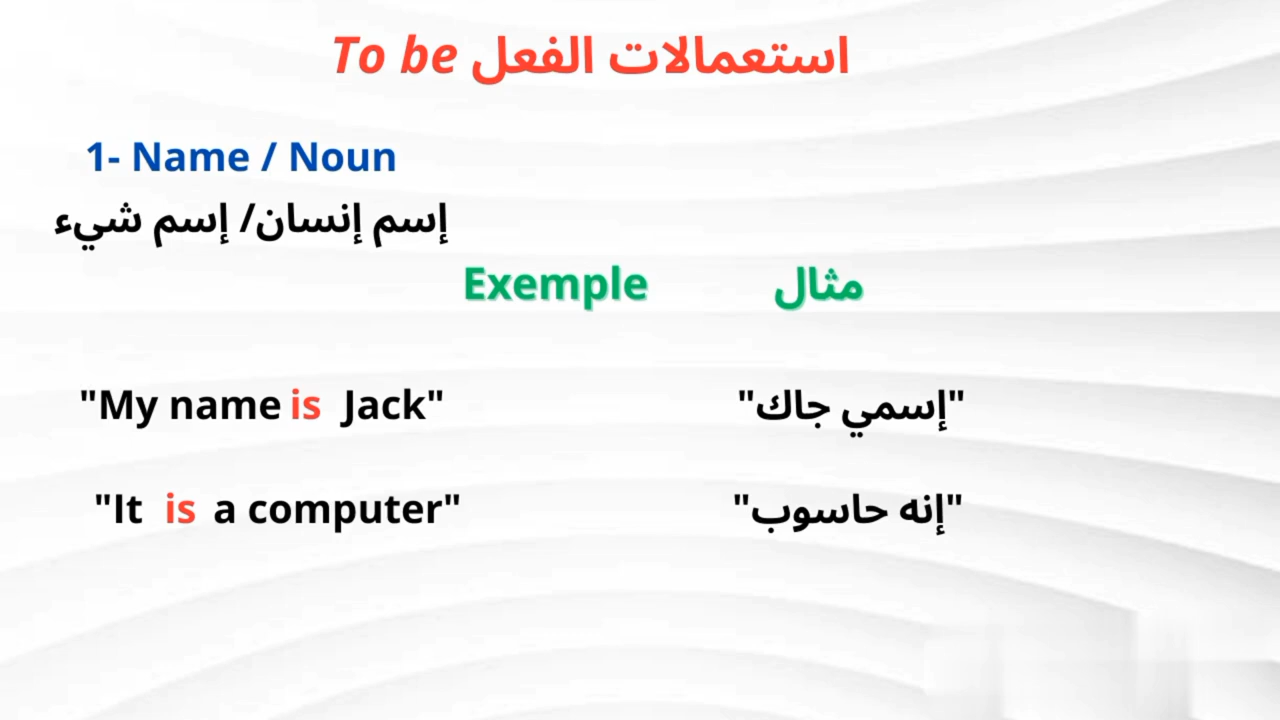 استعمالات الفعل To be
1- Name / Noun
إسم إنسان/ إسم شيء
Exemple مثال
"My name is Jack" "إسمي جاك"
"It is a computer" "إنه حاسوب"